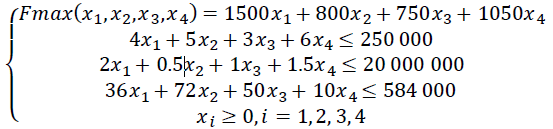 Fmax(x₁,x₂,x₃,x₄) = 1500x₁ + 800x₂ + 750x₃ + 1050x₄
4x₁ + 5x₂ + 3x₃ + 6x₄ ≤ 250 000
2x₁ + 0.5x₂ + 1x₃ + 1.5x₄ ≤ 20 000 000
36x₁ + 72x₂ + 50x₃ + 10x₄ ≤ 584 000
xᵢ ≥ 0, i = 1,2,3,4